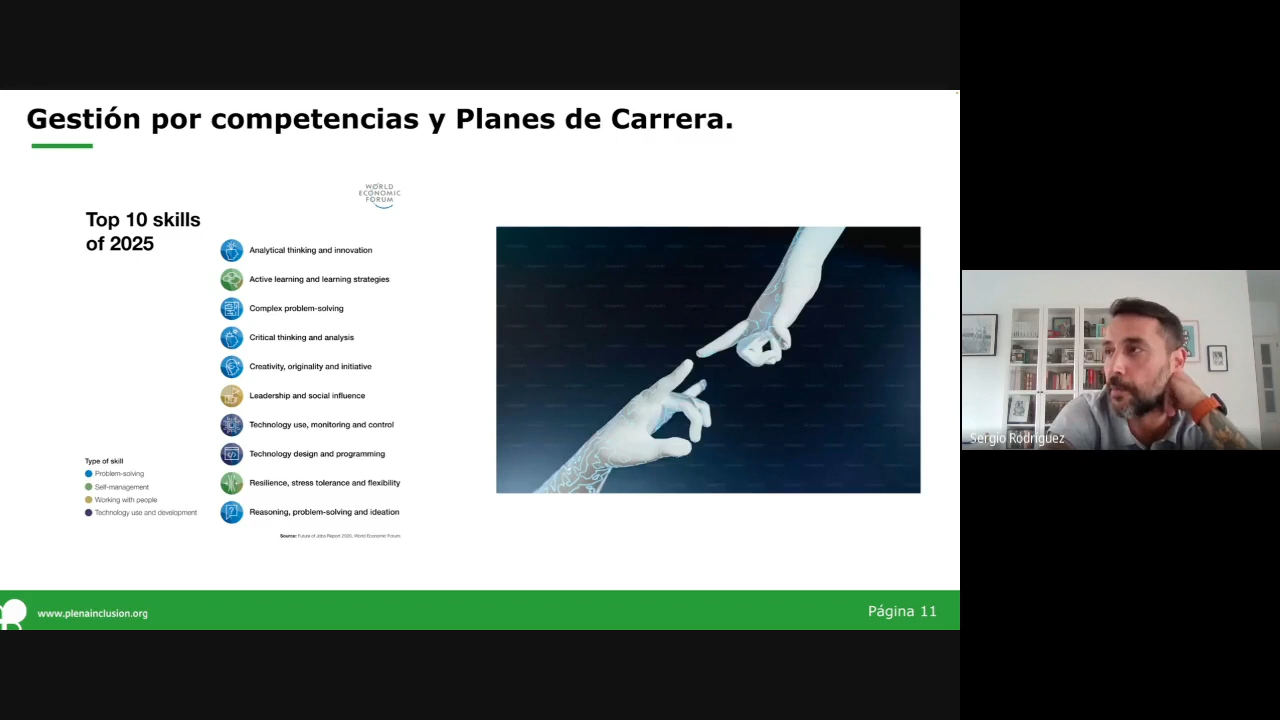 Gestión por competencias y Planes de Carrera.
WORLD
ECONOMIC
FORUM
Top 10 skills
of 2025
Analytical thinking and innovation
Active learning and learning strategies
Complex problem-solving
Critical thinking and analysis
Creativity, originality and initiative
Leadership and social influence
Technology use, monitoring and control
Technology design and programming
Resilience, stress tolerance and flexibility
Reasoning, problem-solving and ideation
Type of skill
Problem-solving
Self-management
Working with people
Technology use and development
Source: Future of Jobs Report 2020, World Economic Forum.
www.plenainclusion.org
Página 11
Sergio Rodríguez